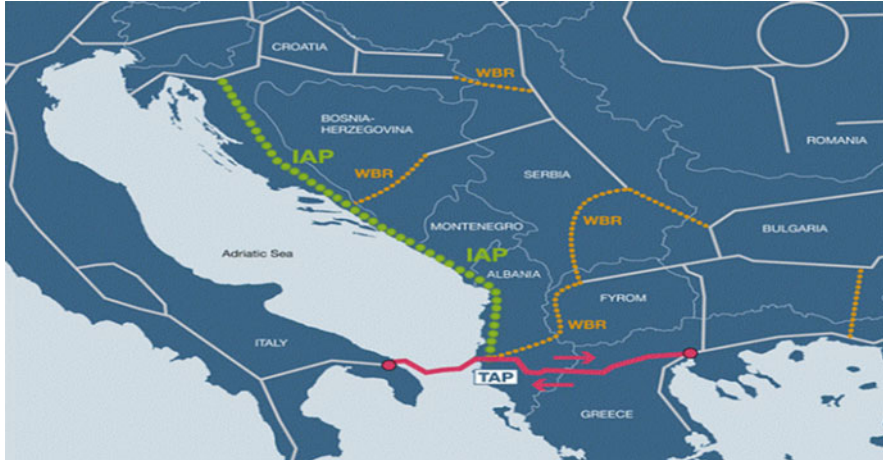 CROATIA
WBR
BOSNIA-
HERZEGOVINA
ROMANIA
IAP
WBR
SERBIA
WBR
MONTENEGRO
BULGARIA
Adriatic Sea
IAP
ALBANIA
FYROM
WBR
ITALY
TAP
GREECE